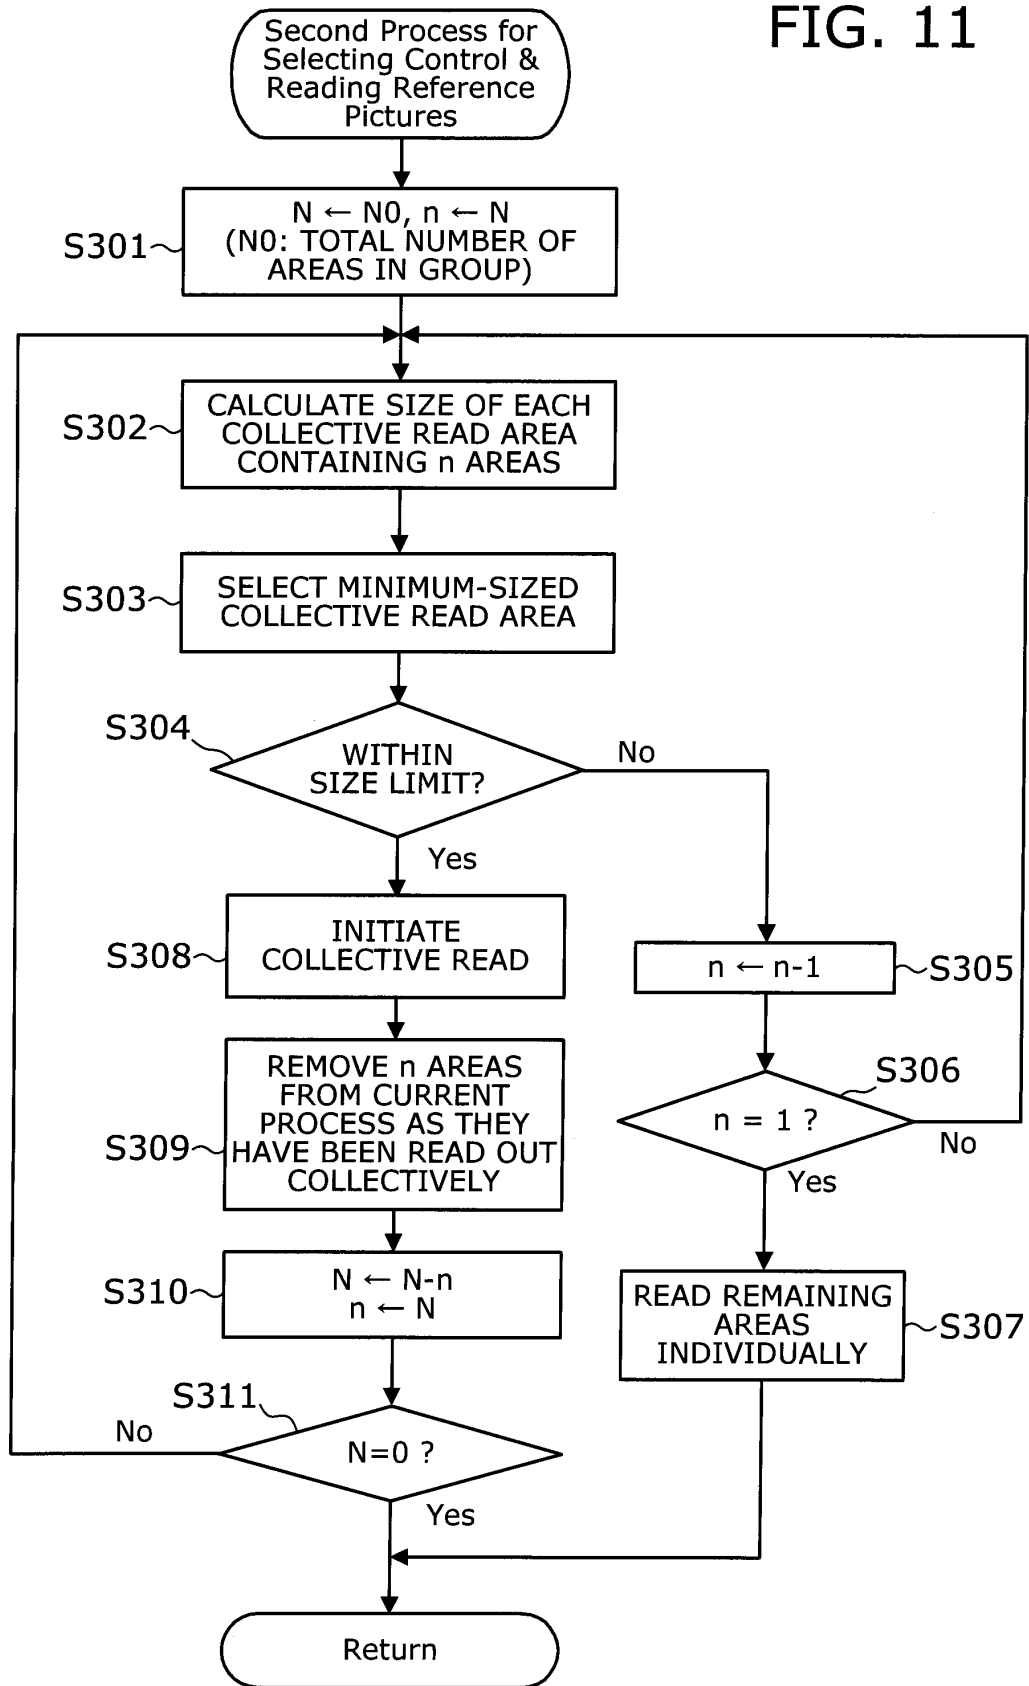 FIG. 11
Second Process for
Selecting Control &
Reading Reference
Pictures
S301
N ← N0, n ← N
(N0: TOTAL NUMBER OF
AREAS IN GROUP)
S302
CALCULATE SIZE OF EACH
COLLECTIVE READ AREA
CONTAINING n AREAS
S303
SELECT MINIMUM-SIZED
COLLECTIVE READ AREA
S304
WITHIN
SIZE LIMIT?
No
Yes
S308
INITIATE
COLLECTIVE READ
n ← n-1
S305
S309
REMOVE n AREAS
FROM CURRENT
PROCESS AS THEY
HAVE BEEN READ OUT
COLLECTIVELY
S306
n = 1 ?
No
Yes
S310
N ← N-n
n ← N
READ REMAINING
AREAS
INDIVIDUALLY
S307
S311
N=0 ?
No
Yes
Return